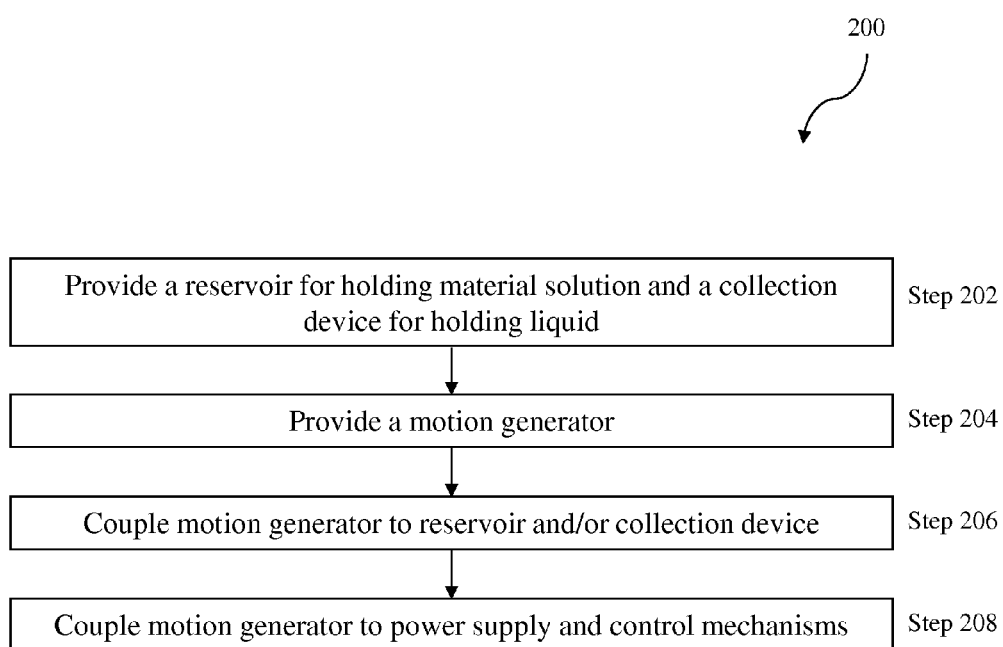 200
Provide a reservoir for holding material solution and a collection
device for holding liquid
Step 202
Provide a motion generator
Step 204
Couple motion generator to reservoir and/or collection device
Step 206
Couple motion generator to power supply and control mechanisms
Step 208